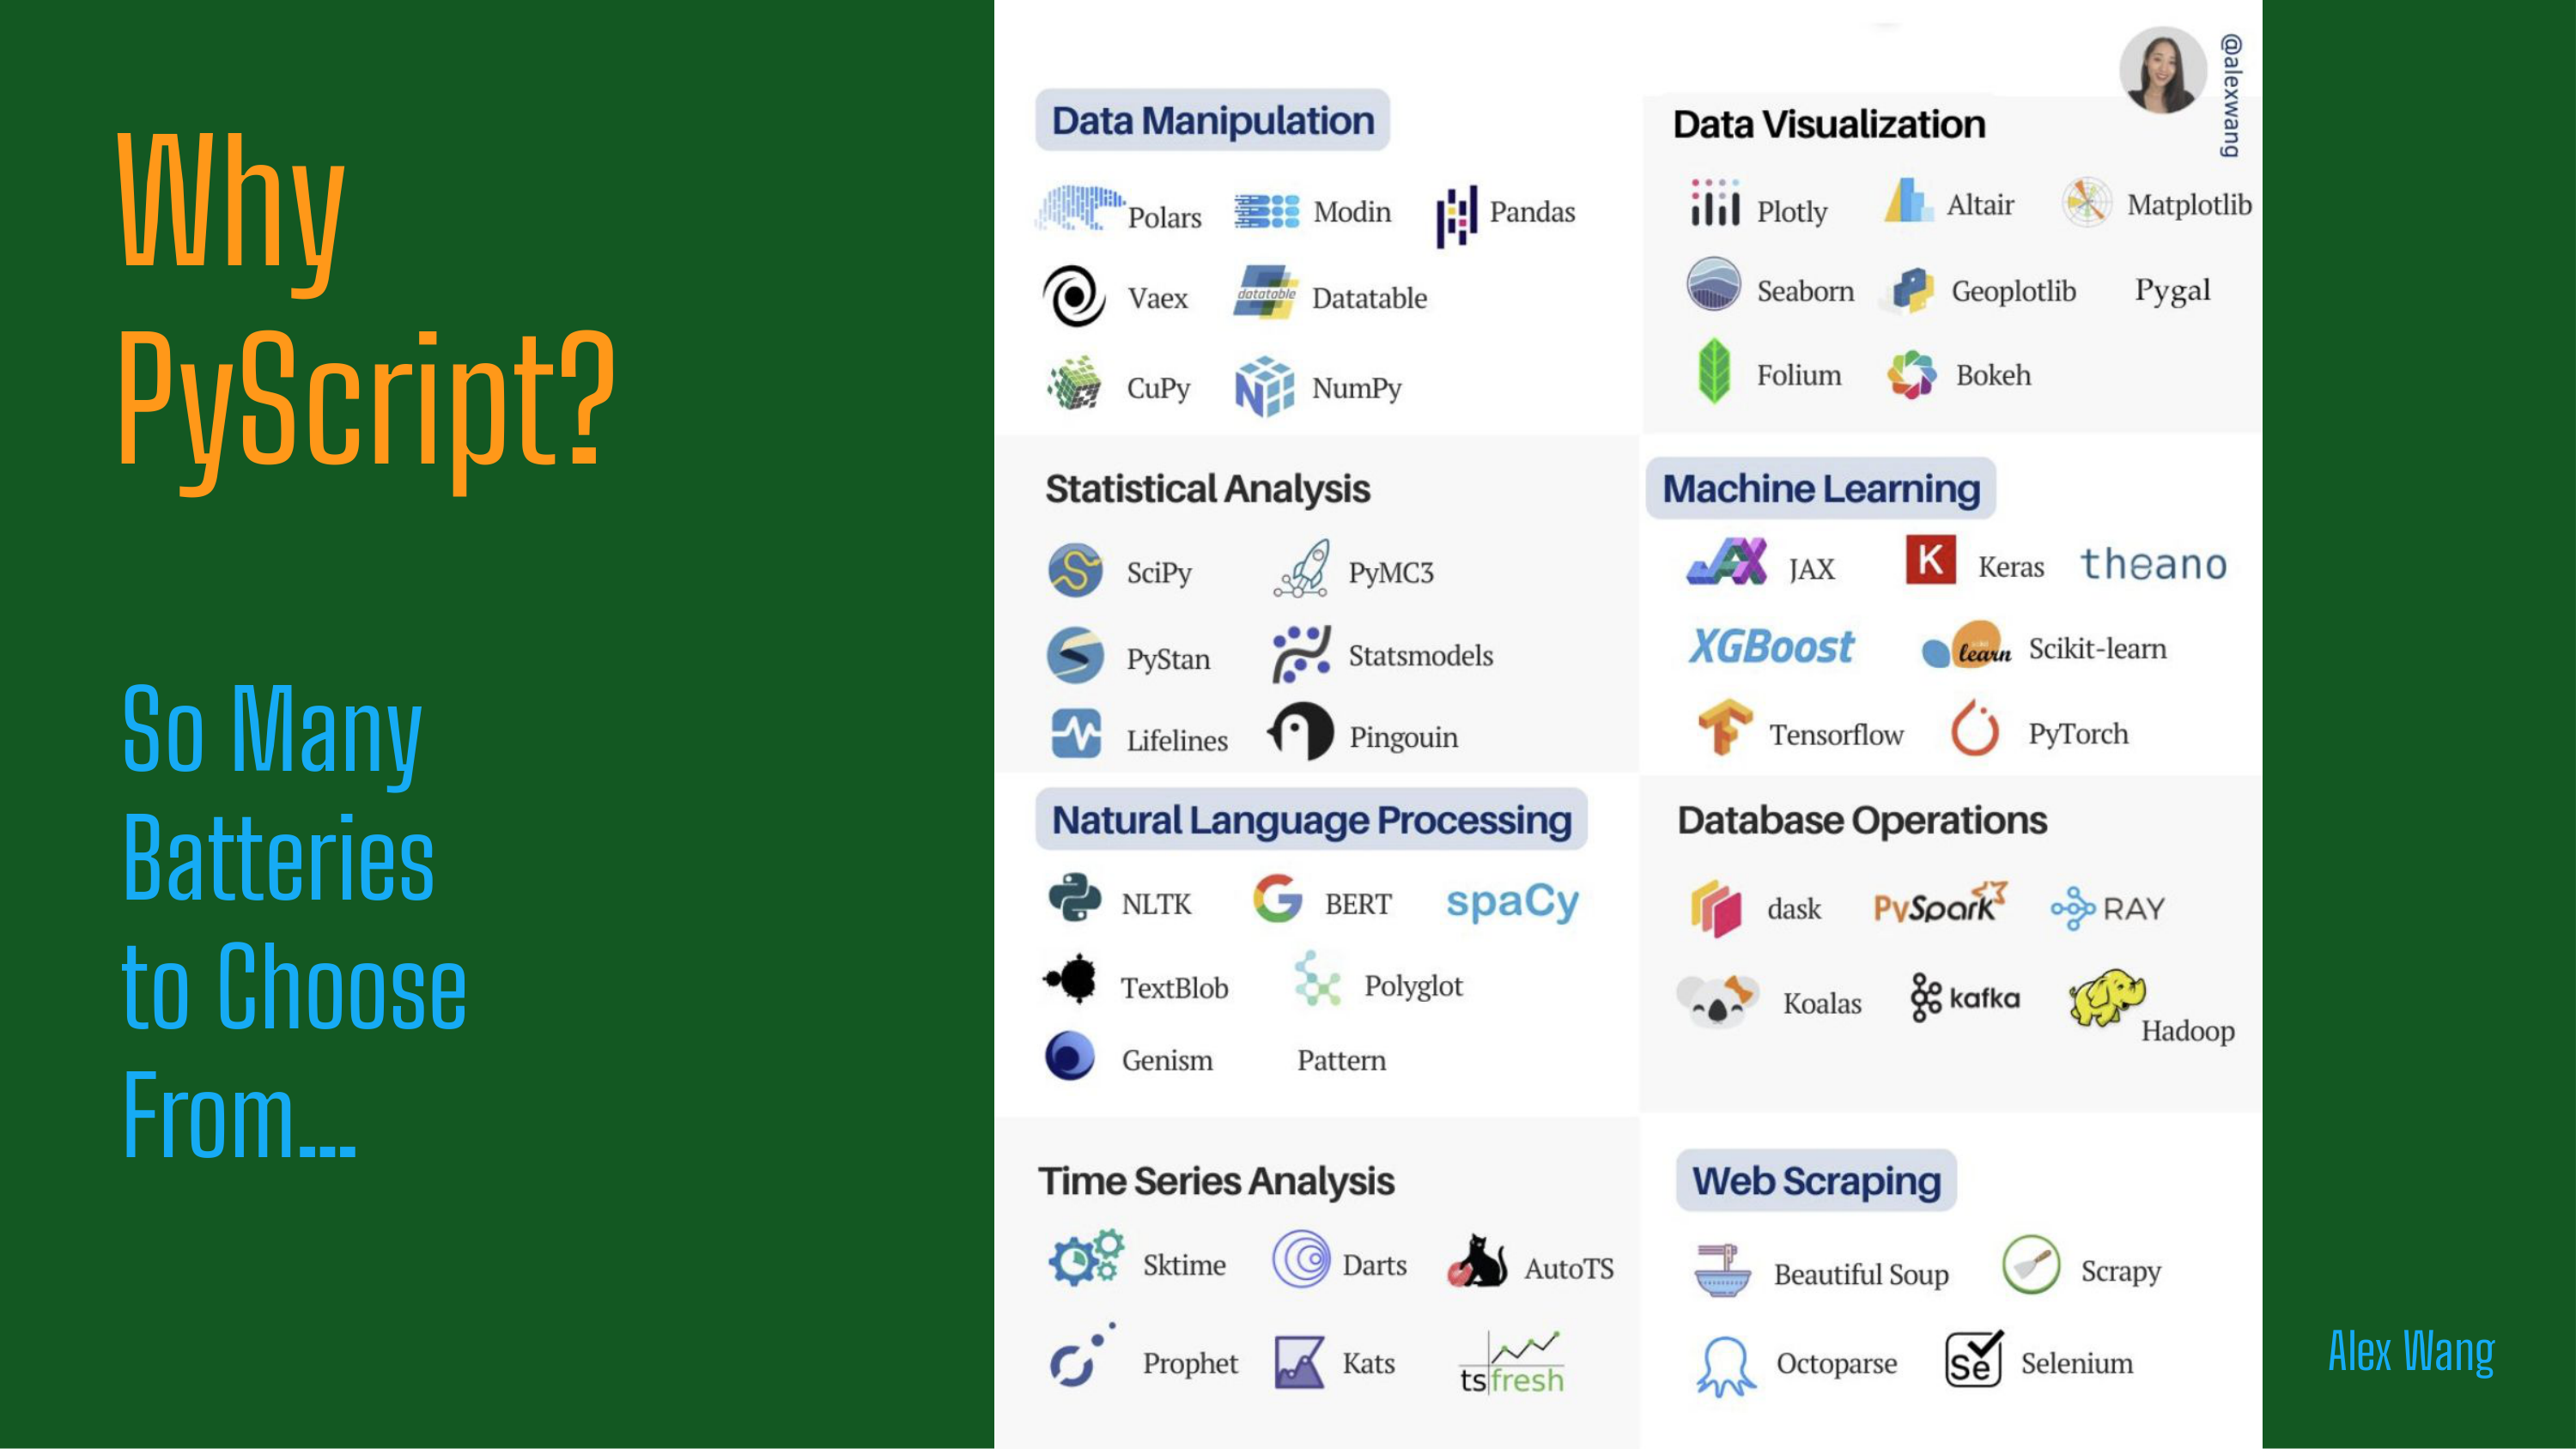 Why
PyScript?
So Many
Batteries
to Choose
From...
@alexwang
Data Manipulation
Polars Modin Pandas
Vaex datatable Datatable
CuPy NumPy
Data Visualization
Plotly Altair Matplotlib
Seaborn Geoplotlib Pygal
Folium Bokeh
Statistical Analysis
SciPy PyMC3
PyStan Statsmodels
Lifelines Pingouin
Machine Learning
JAX JAX K Keras theano
XGBoost learn Scikit-learn
Tensorflow PyTorch
Natural Language Processing
NLTK G BERT spaCy
TextBlob Polyglot
Genism Pattern
Database Operations
dask PySpark RAY
Koalas kafka
Hadoop
Time Series Analysis
Sktime Darts AutoTS
Prophet Kats tsfresh
Web Scraping
Beautiful Soup Scrapy
Octoparse Se Selenium
Alex Wang